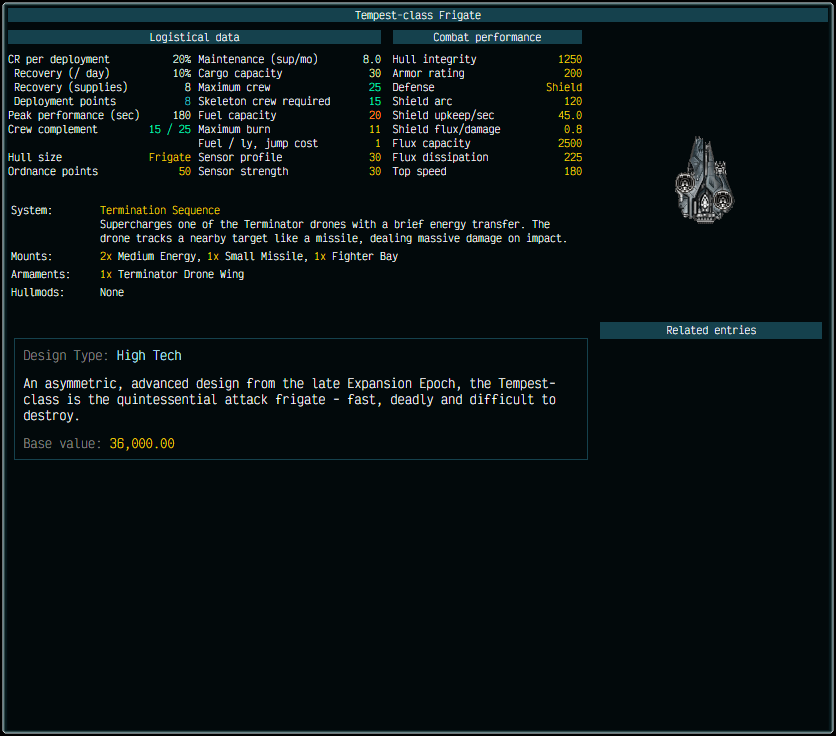 Tempest-class Frigate
Logistical data
CR per deployment 20% Maintenance (sup/mo) 8.0
Recovery (/ day) 10% Cargo capacity 30
Recovery (supplies) 8 Maximum crew 25
Deployment points 8 Skeleton crew required 15
Peak performance (sec) 180 Fuel capacity 20
Crew complement 15 / 25 Maximum burn 11
Fuel / ly, jump cost 1
Hull size Frigate Sensor profile 30
Ordnance points 50 Sensor strength 30
Combat performance
Hull integrity 1250
Armor rating 200
Defense Shield
Shield arc 120
Shield upkeep/sec 45.0
Shield flux/damage 0.8
Flux capacity 2500
Flux dissipation 225
Top speed 180
System: Termination Sequence
Supercharges one of the Terminator drones with a brief energy transfer. The
drone tracks a nearby target like a missile, dealing massive damage on impact.
Mounts: 2x Medium Energy, 1x Small Missile, 1x Fighter Bay
Armaments: 1x Terminator Drone Wing
Hullmods: None
Related entries
Design Type: High Tech
An asymmetric, advanced design from the late Expansion Epoch, the Tempest-
class is the quintessential attack frigate - fast, deadly and difficult to
destroy.
Base value: 36,000.00